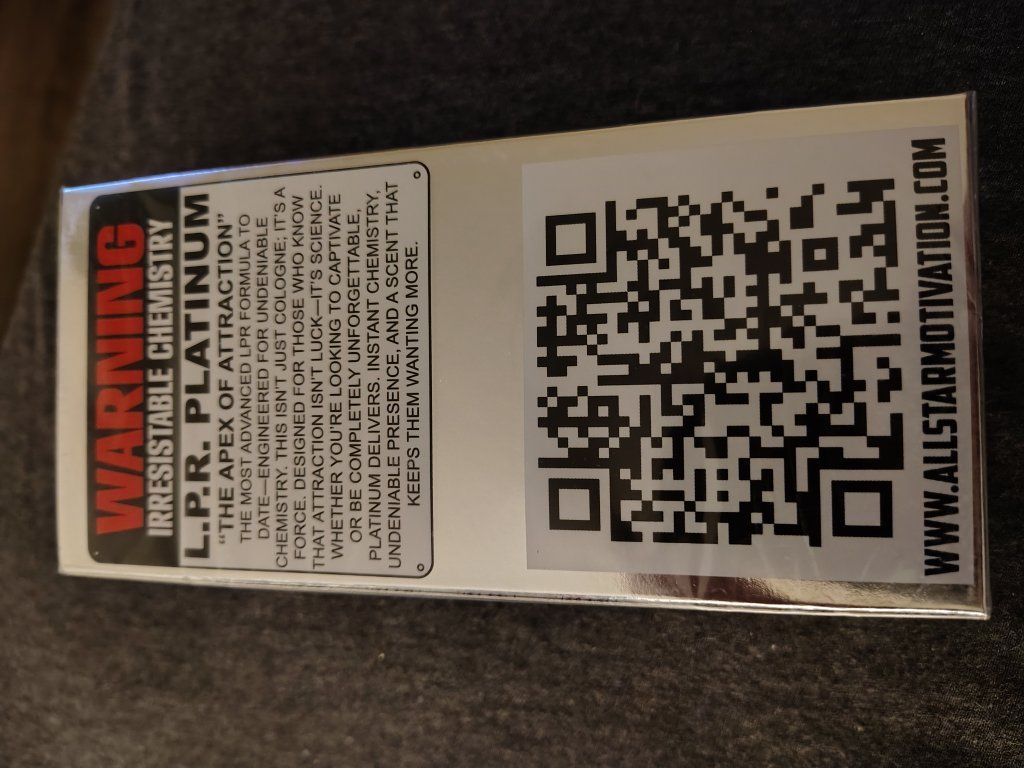 WARNING
IRRESISTABLE CHEMISTRY
L.P.R. PLATINUM
“THE APEX OF ATTRACTION”
THE MOST ADVANCED LPR FORMULA TO
DATE—ENGINEERED FOR UNDENIABLE
CHEMISTRY. THIS ISN'T JUST COLOGNE; IT'S A
FORCE. DESIGNED FOR THOSE WHO KNOW
THAT ATTRACTION ISN'T LUCK—IT'S SCIENCE.
WHETHER YOU'RE LOOKING TO CAPTIVATE
OR BE COMPLETELY UNFORGETTABLE,
PLATINUM DELIVERS. INSTANT CHEMISTRY,
UNDENIABLE PRESENCE, AND A SCENT THAT
KEEPS THEM WANTING MORE.
WWW.ALLSTARMOTIVATION.COM